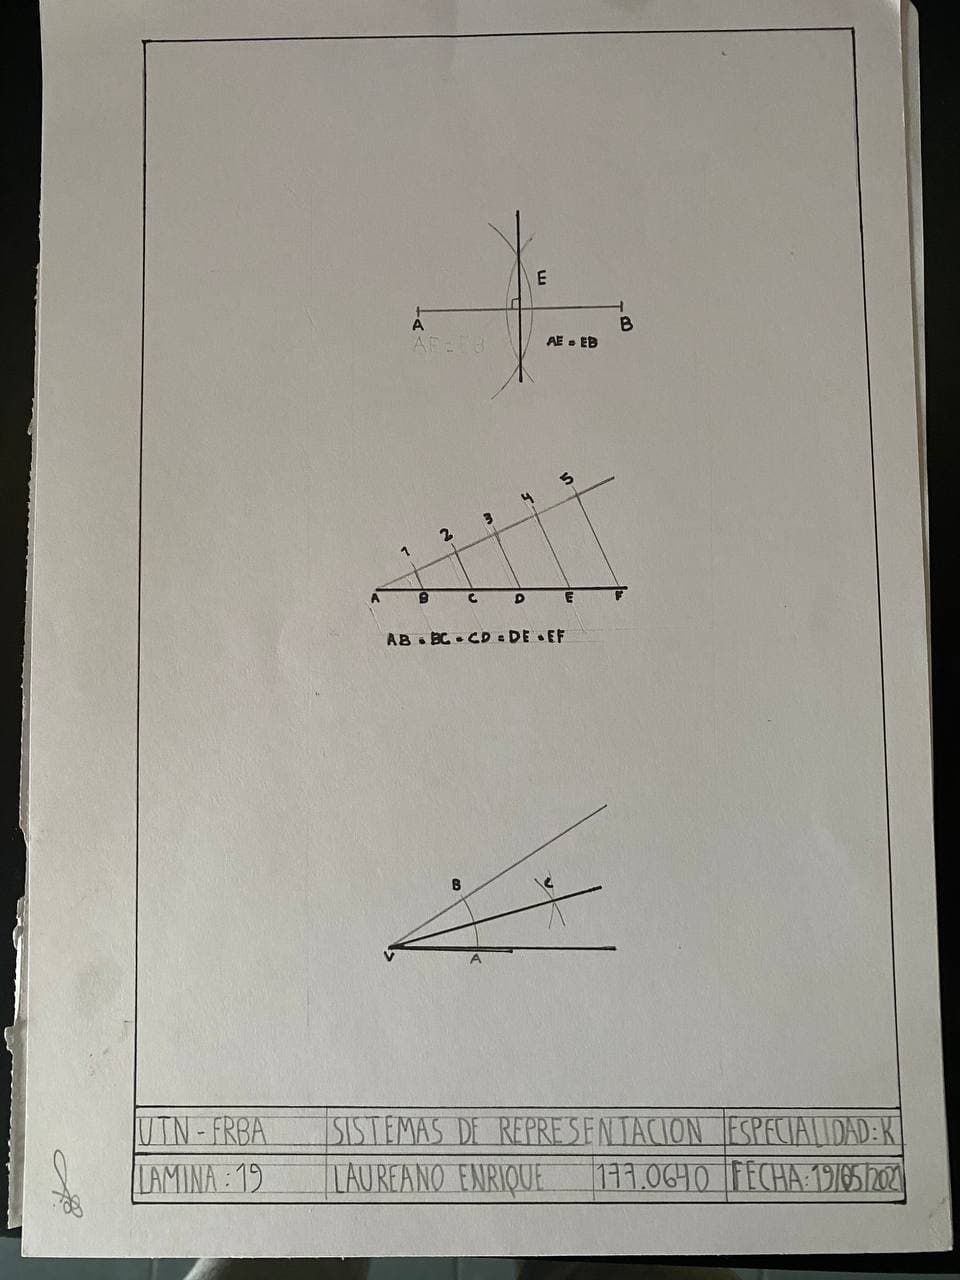 E
A B
AE = EB AE = EB
5
4
3
2
1
A B C D E F
AB = BC = CD = DE = EF
B C
V A
UTN - FRBA SISTEMAS DE REPRESENTACION ESPECIALIDAD: K
LAMINA: 19 LAUREANO ENRIQUE 177.0640 FECHA: 19/05/2021